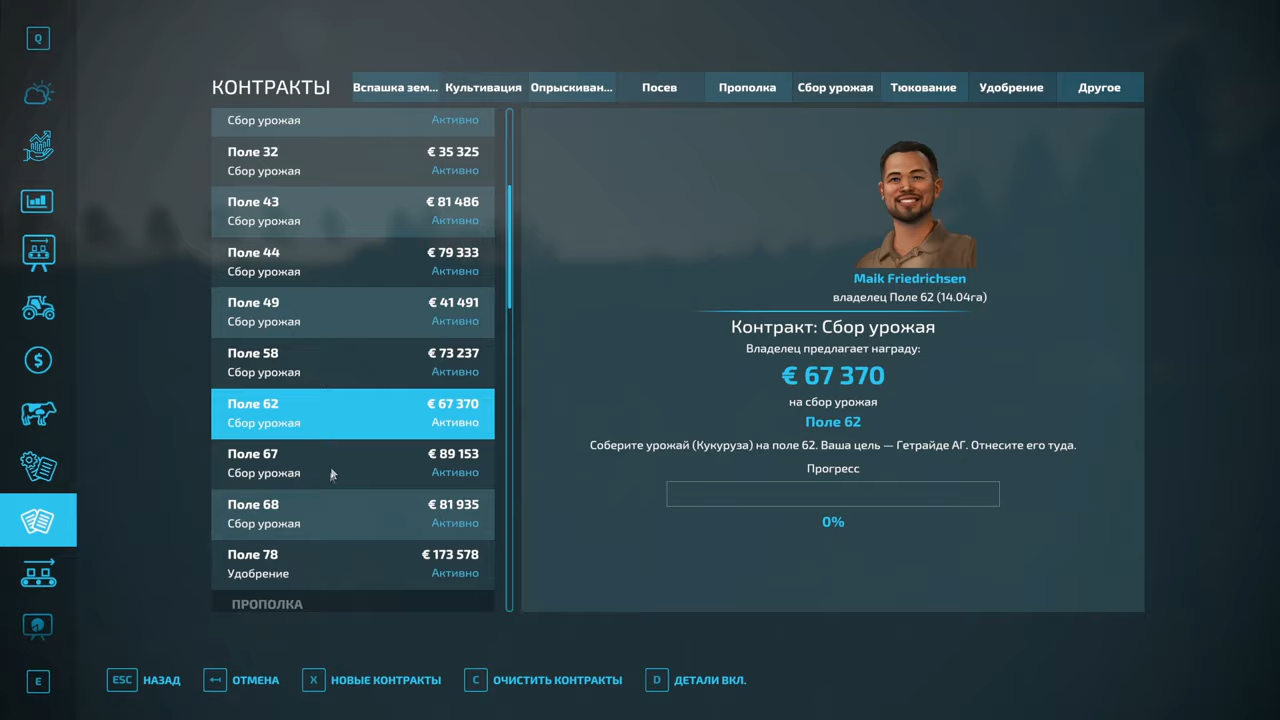 Q
КОНТРАКТЫ
Вспашка зем... Культивация Опрыскиван... Посев Прополка Сбор урожая Тюкование Удобрение Другое
Сбор урожая Активно
Поле 32 € 35 325
Сбор урожая Активно
Поле 43 € 81 486
Сбор урожая Активно
Поле 44 € 79 333
Сбор урожая Активно
Поле 49 € 41 491
Сбор урожая Активно
Поле 58 € 73 237
Сбор урожая Активно
Поле 62 € 67 370
Сбор урожая Активно
Поле 67 € 89 153
Сбор урожая Активно
Поле 68 € 81 935
Сбор урожая Активно
Поле 78 € 173 578
Удобрение Активно
ПРОПОЛКА
Maik Friedrichsen
владелец Поле 62 (14.04га)
Контракт: Сбор урожая
Владелец предлагает награду:
€ 67 370
на сбор урожая
Поле 62
Соберите урожай (Кукуруза) на поле 62. Ваша цель — Гетрайде АГ. Отнесите его туда.
Прогресс
0%
E
ESC НАЗАД ОТМЕНА X НОВЫЕ КОНТРАКТЫ C ОЧИСТИТЬ КОНТРАКТЫ D ДЕТАЛИ ВКЛ.